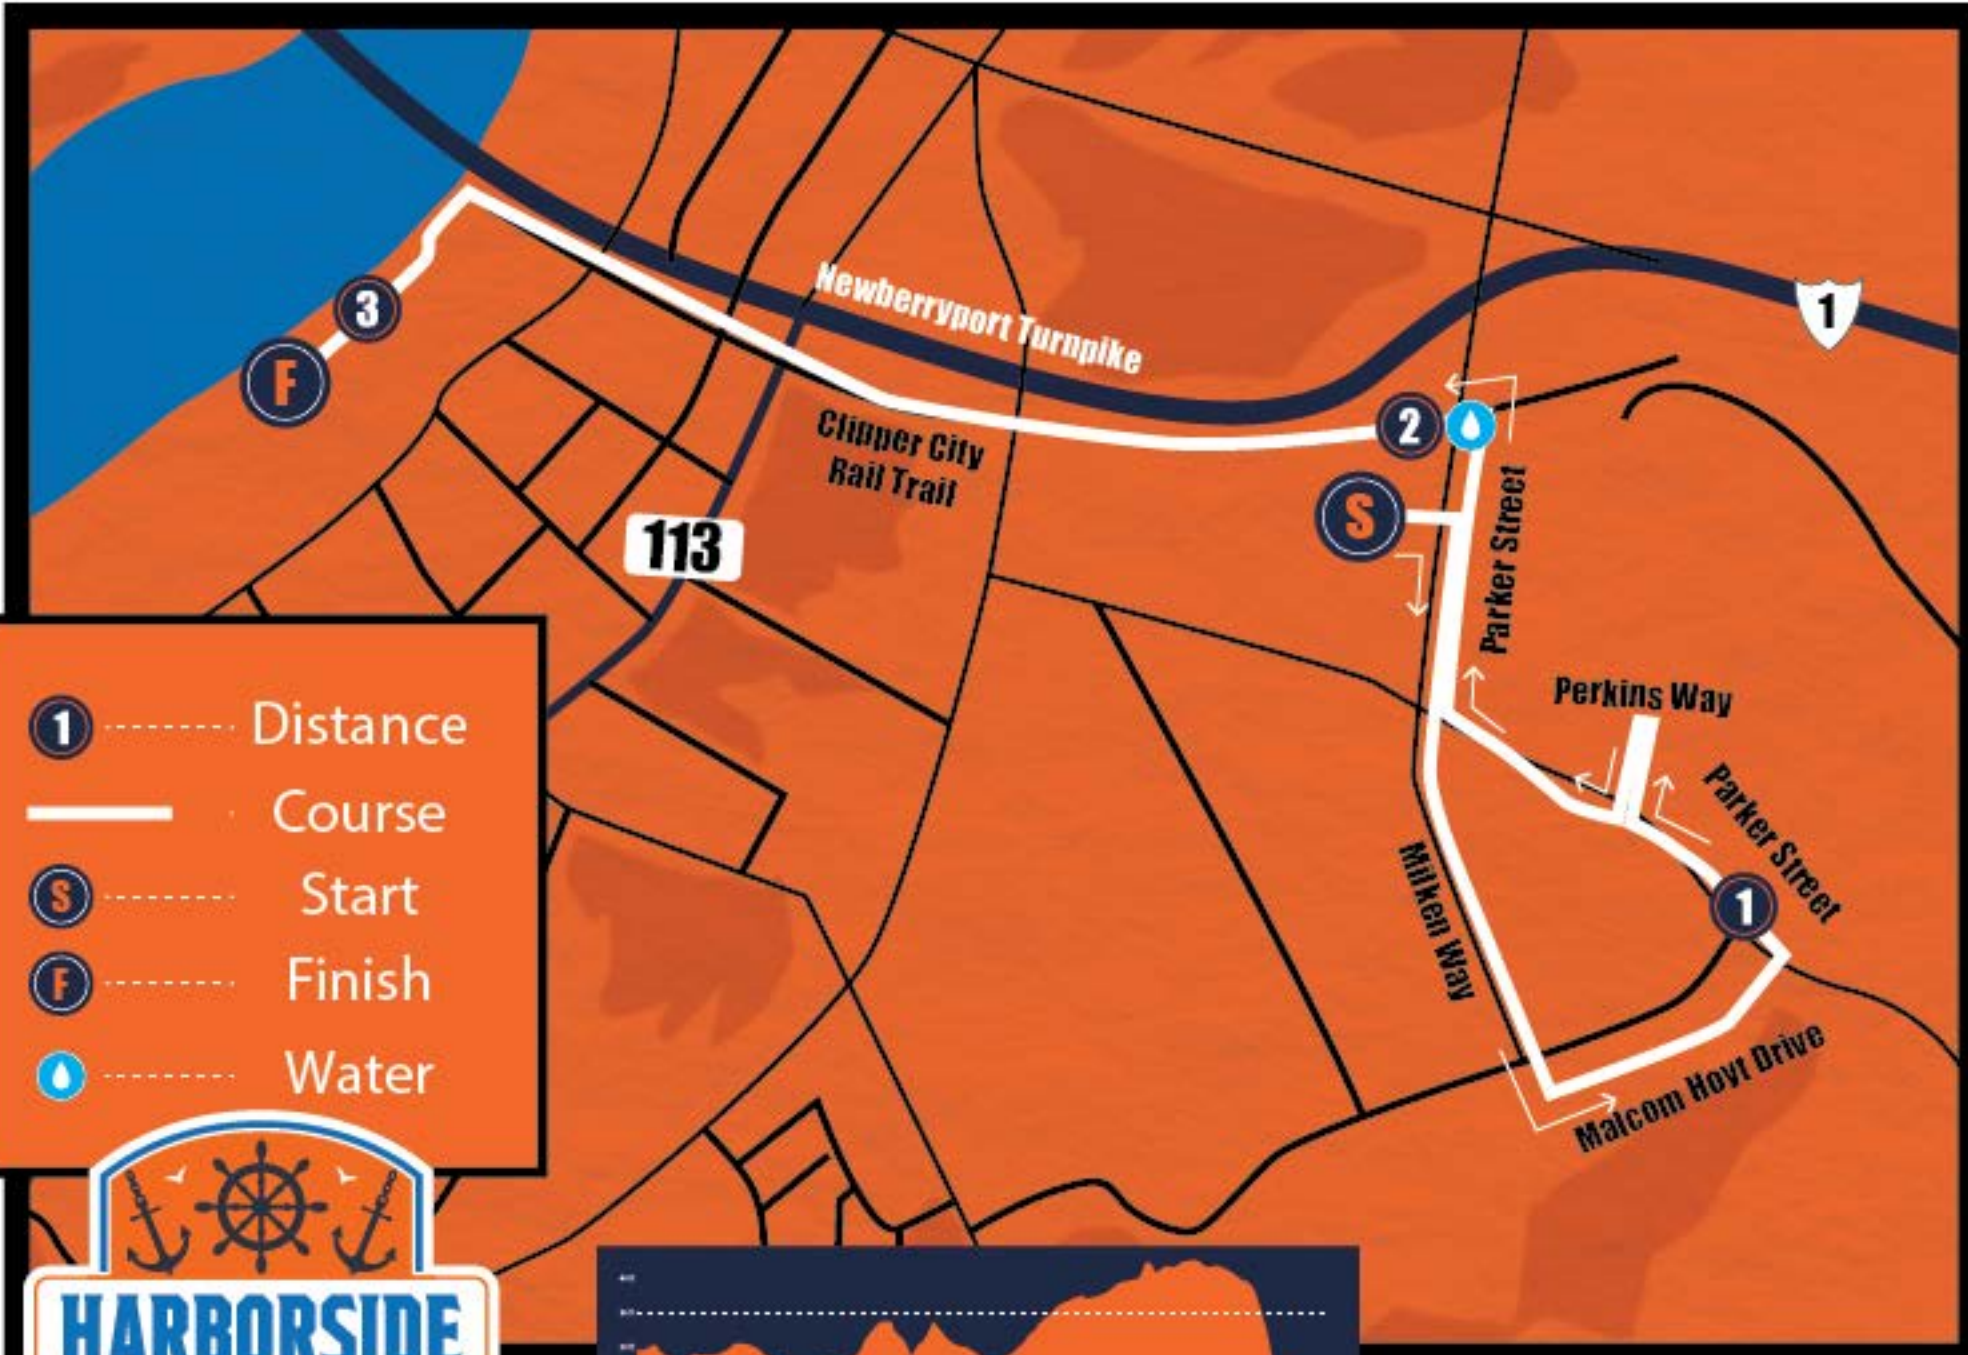 Newberryport Turnpike
1
3
F
Clipper City
Rail Trail
2
S
Parker Street
113
Perkins Way
Parker Street
1
Milken Way
Malcom Hoyt Drive
1 Distance
Course
S Start
F Finish
Water
HARBORSIDE